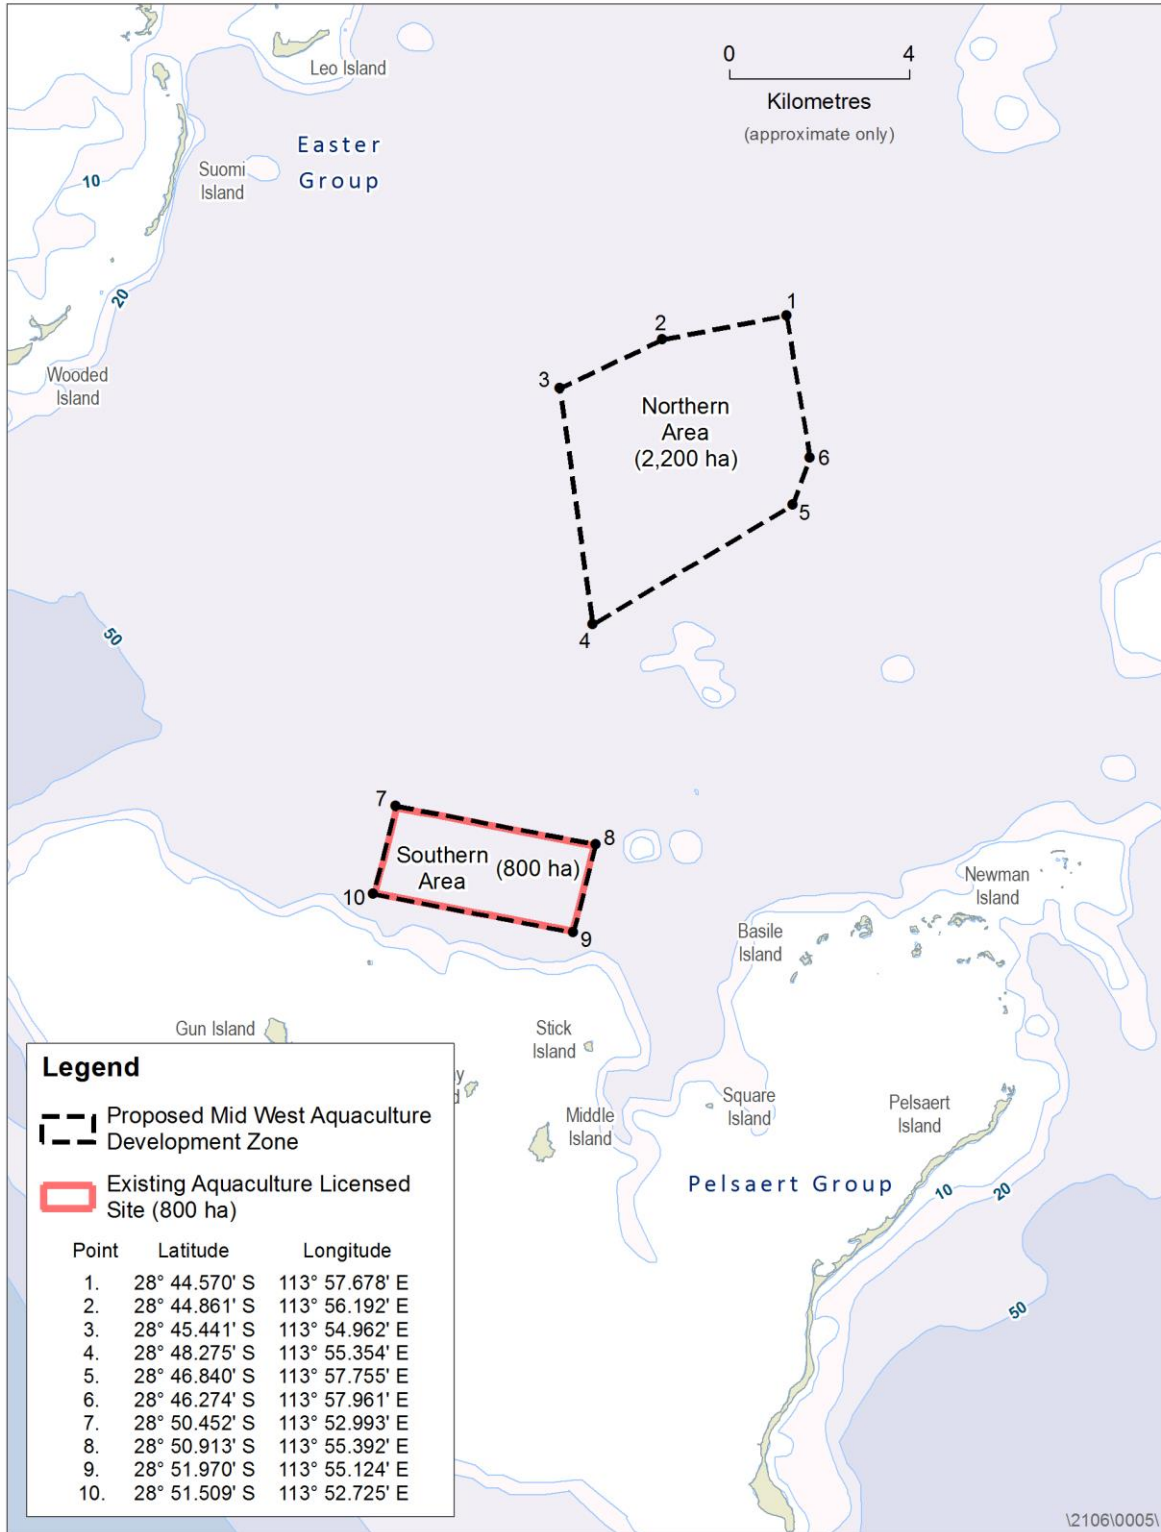 Leo Island
0 4
Kilometres
(approximate only)
Easter
Group
Suomi
Island
10
20
Wooded
Island
1
2
3
Northern
Area
(2,200 ha)
6
5
4
50
7
8
Southern
Area
(800 ha)
10
9
Newman
Island
Basile
Island
Gun Island
Stick
Island
Square
Island
Middle
Island
Pelsaert
Island
Pelsaert Group
10
20
50
Legend
Proposed Mid West Aquaculture
Development Zone
Existing Aquaculture Licensed
Site (800 ha)
Point Latitude Longitude
1. 28° 44.570' S 113° 57.678' E
2. 28° 44.861' S 113° 56.192' E
3. 28° 45.441' S 113° 54.962' E
4. 28° 48.275' S 113° 55.354' E
5. 28° 46.840' S 113° 57.755' E
6. 28° 46.274' S 113° 57.961' E
7. 28° 50.452' S 113° 52.993' E
8. 28° 50.913' S 113° 55.392' E
9. 28° 51.970' S 113° 55.124' E
10. 28° 51.509' S 113° 52.725' E
\2106\0005\